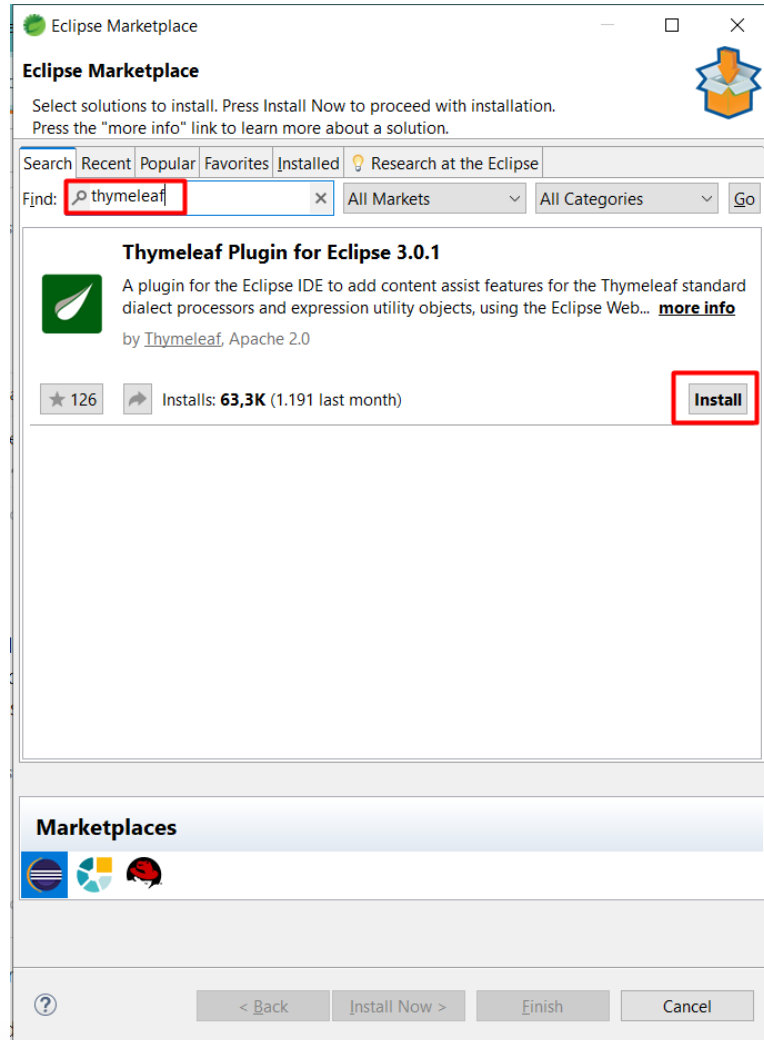 Eclipse Marketplace
Eclipse Marketplace
Select solutions to install. Press Install Now to proceed with installation.
Press the "more info" link to learn more about a solution.
Search Recent Popular Favorites Installed Research at the Eclipse
Find: thymeleaf All Markets All Categories Go
Thymeleaf Plugin for Eclipse 3.0.1
A plugin for the Eclipse IDE to add content assist features for the Thymeleaf standard
dialect processors and expression utility objects, using the Eclipse Web... more info
by Thymeleaf, Apache 2.0
126 Installs: 63,3K (1.191 last month) Install
Marketplaces
< Back Install Now > Finish Cancel